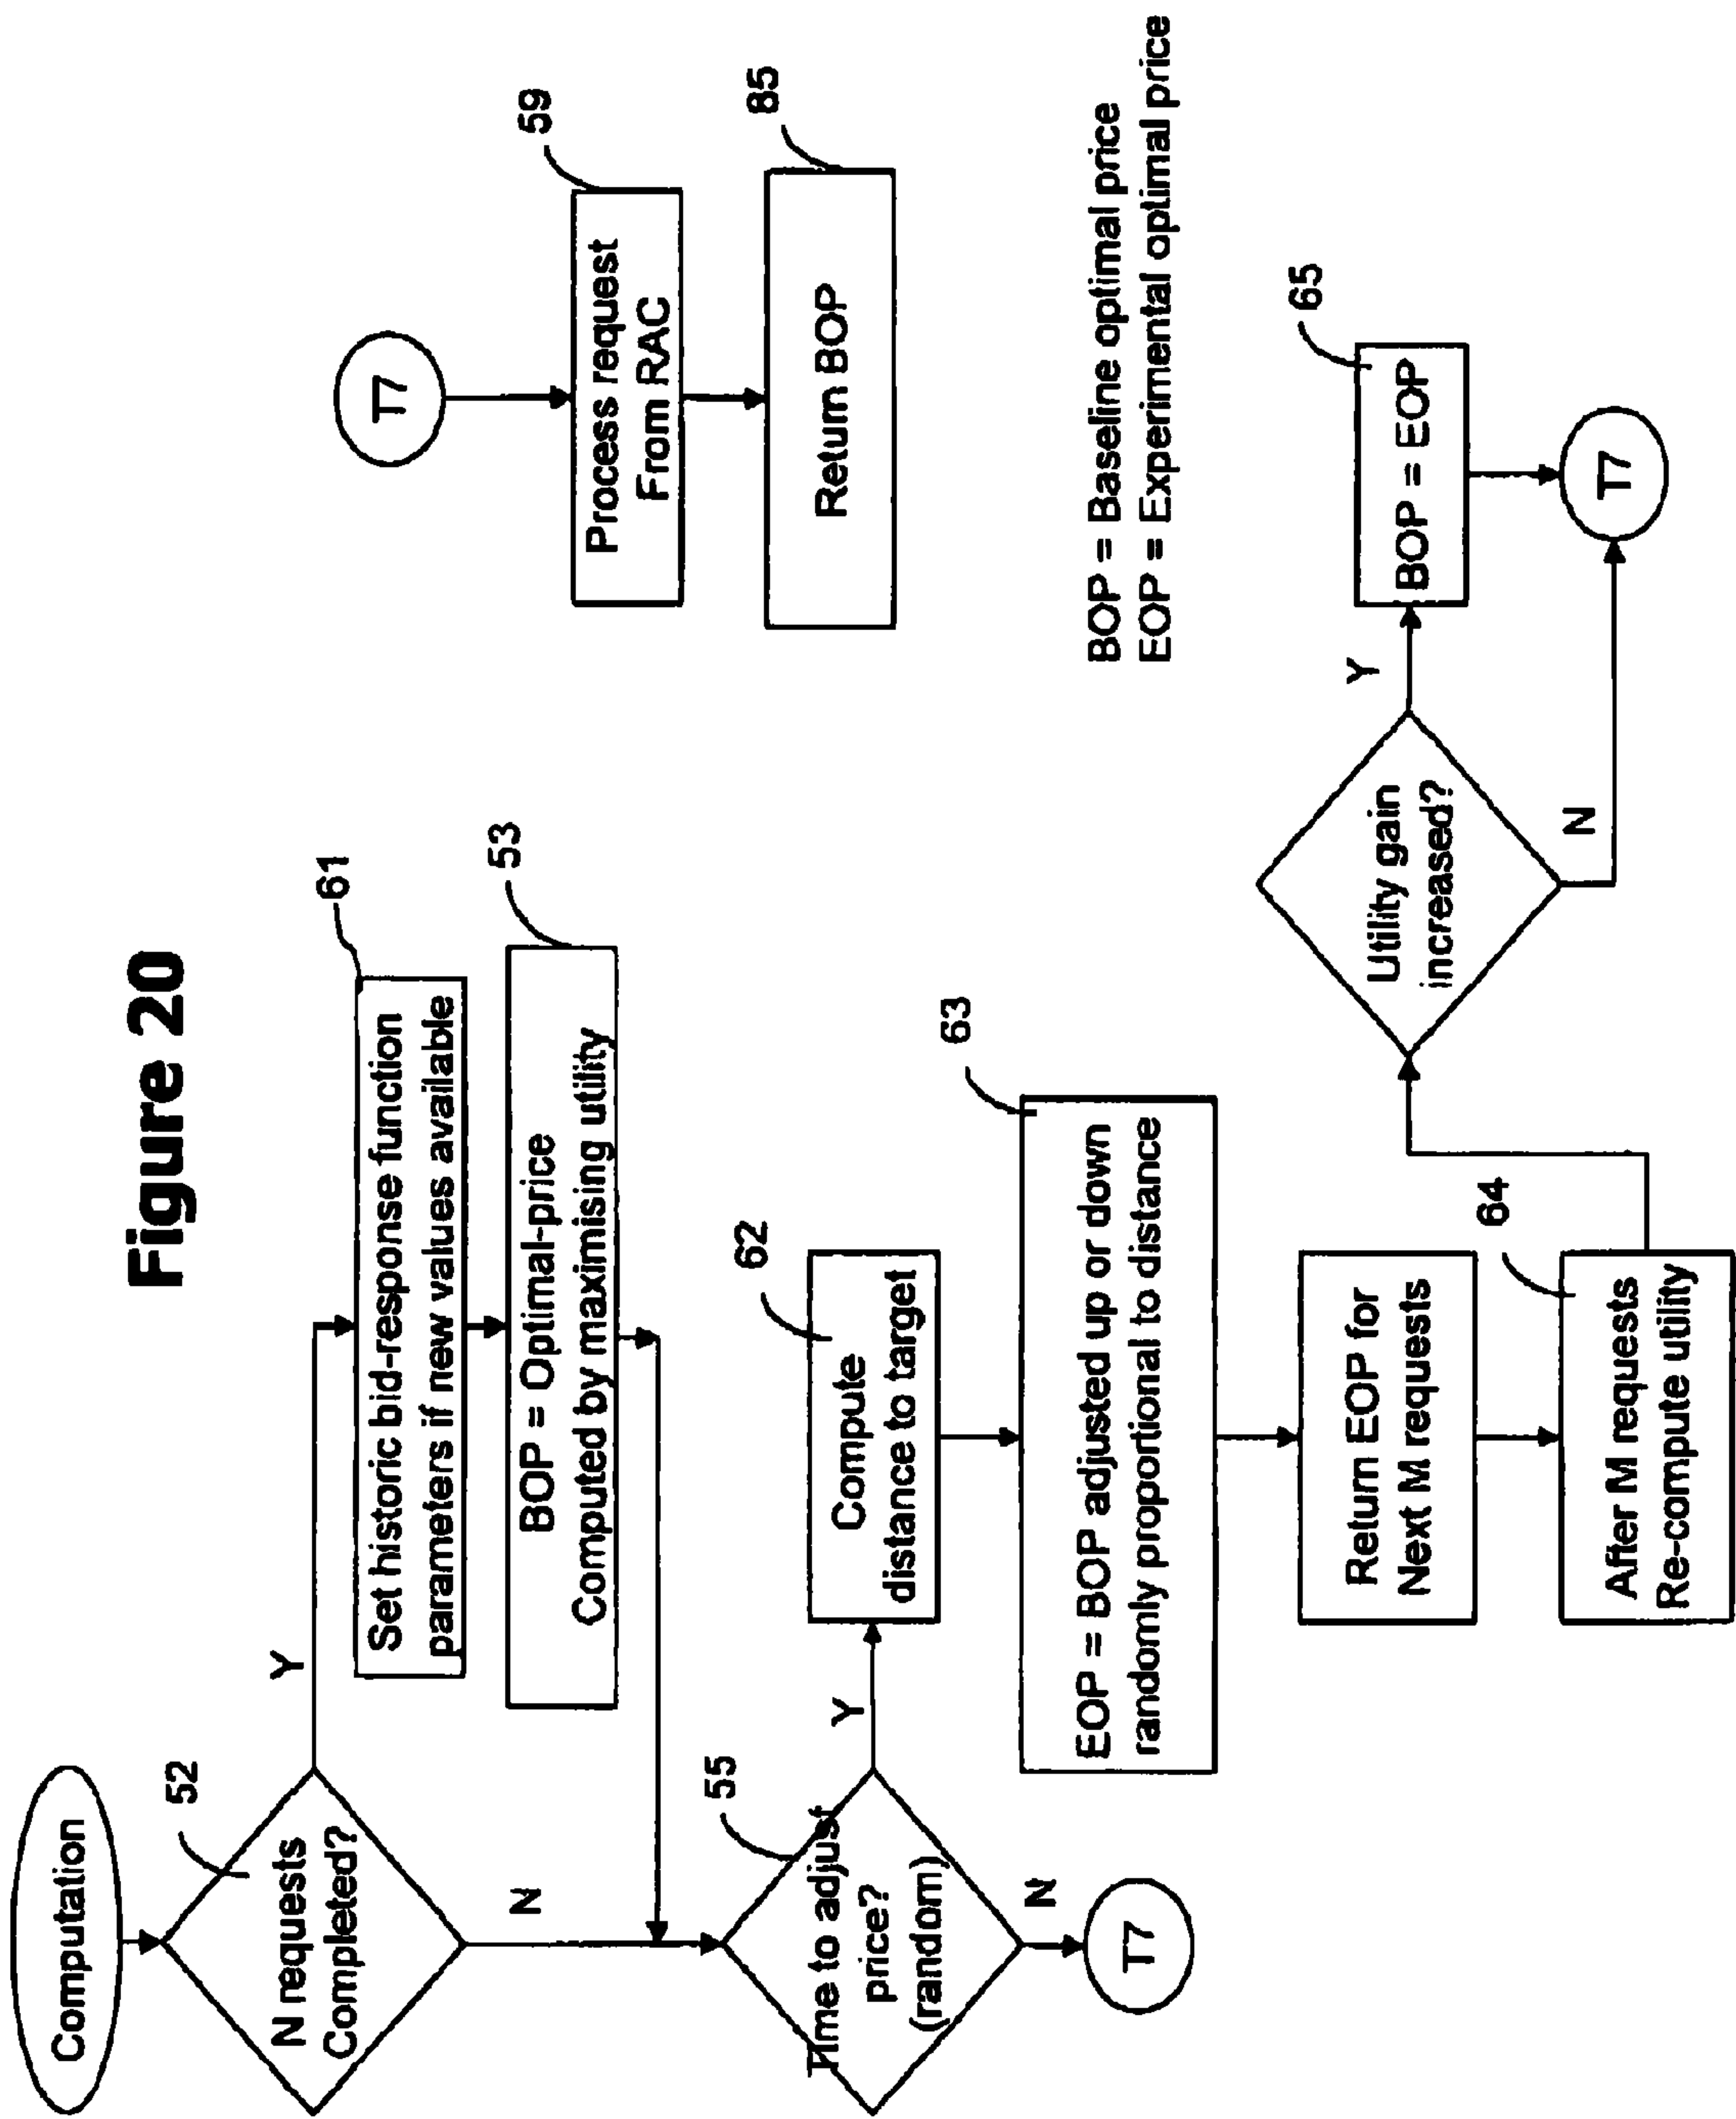 Figure 20
Computation
52
N requests
Completed?
Y
N
61
Set historic bid-response function
parameters if new values available
53
BOP = Optimal-price
Computed by maximising utility
55
Time to adjust
price?
(random)
Y
N
T7
62
Compute
distance to target
63
EOP = BOP adjusted up or down
randomly proportional to distance
Return EOP for
Next M requests
64
After M requests
Re-compute utility
Utility gain
increased?
Y
N
65
BOP = EOP
T7
T7
59
Process request
From RAC
85
Return BOP
BOP = Baseline optimal price
EOP = Experimental optimal price